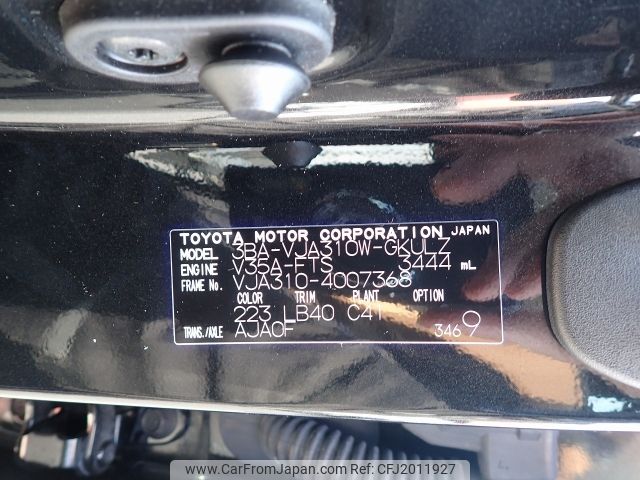 TOYOTA MOTOR CORPORATION JAPAN
MODEL 3BA-VJA310W-GKULZ
ENGINE V35A-FTS 3444 mL
FRAME No. VJA310-4007368
COLOR TRIM PLANT OPTION
223 LB40 C41
TRANS./AXLE AJA0F 3469
www.CarFromJapan.com | Ref.No: CFJ2011927